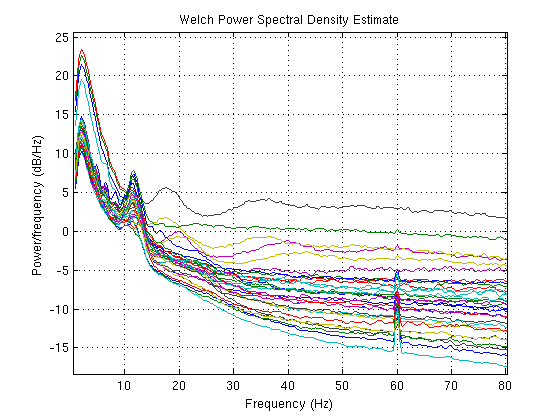 Welch Power Spectral Density Estimate
25
20
15
10
5
0
-5
-10
-15
Power/frequency (dB/Hz)
10 20 30 40 50 60 70 80
Frequency (Hz)